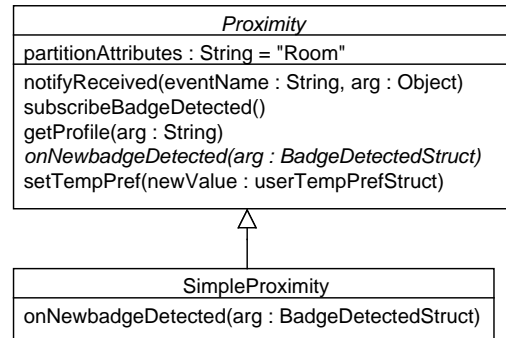 Proximity
partitionAttributes : String = "Room"
notifyReceived(eventName : String, arg : Object)
subscribeBadgeDetected()
getProfile(arg : String)
onNewbadgeDetected(arg : BadgeDetectedStruct)
setTempPref(newValue : userTempPrefStruct)
SimpleProximity
onNewbadgeDetected(arg : BadgeDetectedStruct)